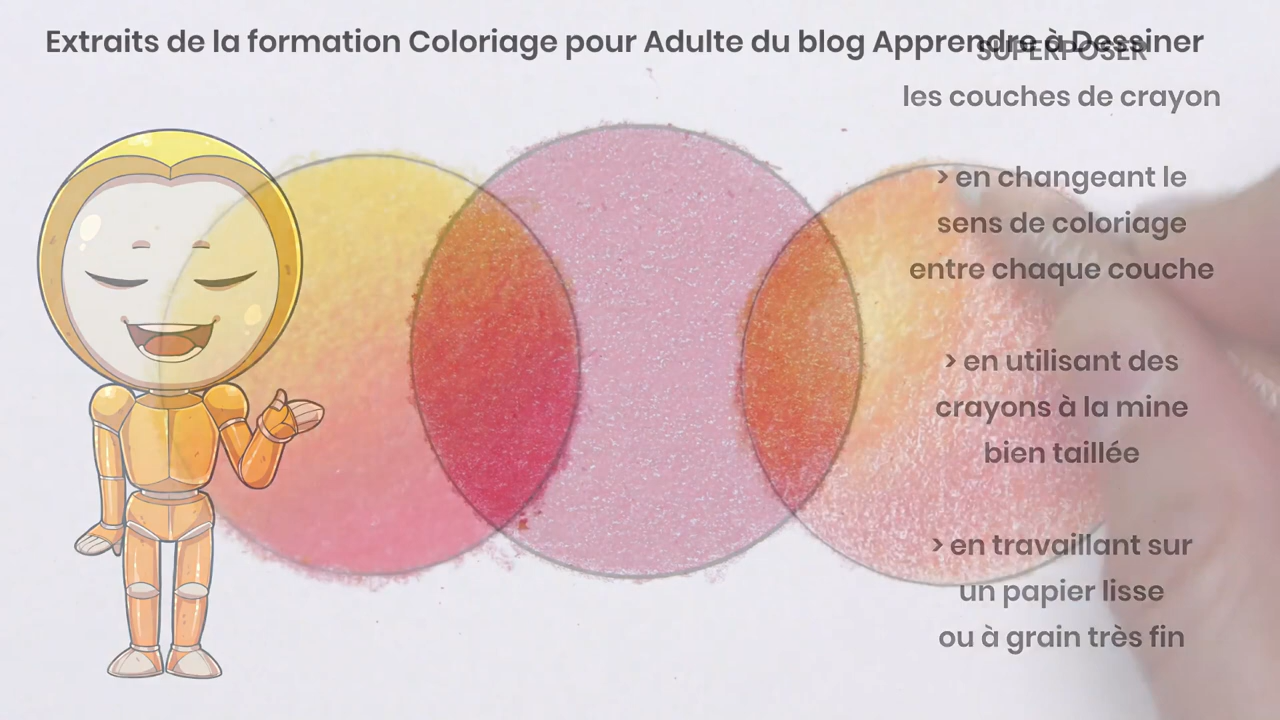 Extraits de la formation Coloriage pour Adulte du blog Apprendre à Dessiner
SUPERPOSER
les couches de crayon
> en changeant le
sens de coloriage
entre chaque couche
> en utilisant des
crayons à la mine
bien taillée
> en travaillant sur
un papier lisse
ou à grain très fin